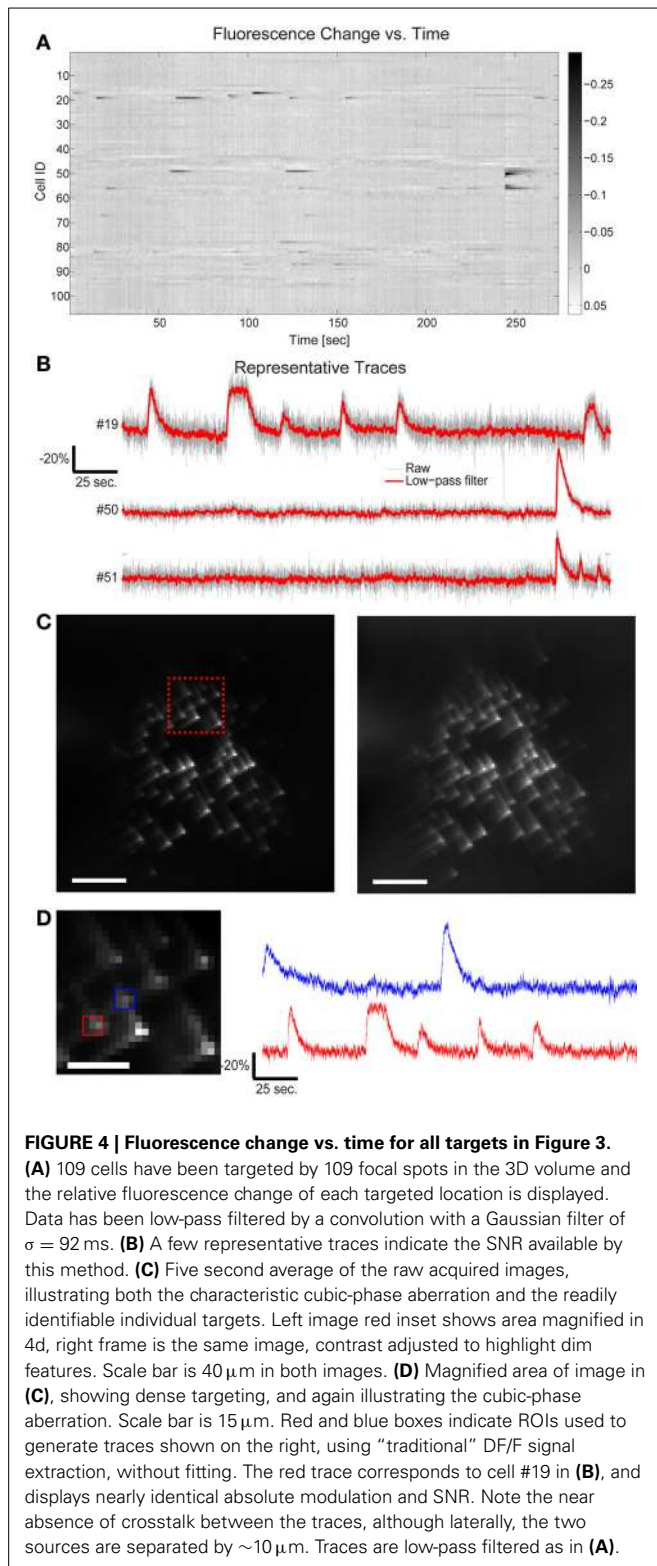 A
Fluorescence Change vs. Time
10
20
30
40
50
60
70
80
90
100
Cell ID
50
100
150
200
250
Time [sec]
-0.25
-0.2
-0.15
-0.1
-0.05
0
0.05
B
Representative Traces
#19
-20%
25 sec.
Raw
Low-pass filter
#50
#51
C
D
-20%
25 sec.
FIGURE 4 | Fluorescence change vs. time for all targets in Figure 3.
(A) 109 cells have been targeted by 109 focal spots in the 3D volume and
the relative fluorescence change of each targeted location is displayed.
Data has been low-pass filtered by a convolution with a Gaussian filter of
σ = 92 ms. (B) A few representative traces indicate the SNR available by
this method. (C) Five second average of the raw acquired images,
illustrating both the characteristic cubic-phase aberration and the readily
identifiable individual targets. Left image red inset shows area magnified in
4d, right frame is the same image, contrast adjusted to highlight dim
features. Scale bar is 40 μm in both images. (D) Magnified area of image in
(C), showing dense targeting, and again illustrating the cubic-phase
aberration. Scale bar is 15 μm. Red and blue boxes indicate ROIs used to
generate traces shown on the right, using "traditional" DF/F signal
extraction, without fitting. The red trace corresponds to cell #19 in (B), and
displays nearly identical absolute modulation and SNR. Note the near
absence of crosstalk between the traces, although laterally, the two
sources are separated by ~10 μm. Traces are low-pass filtered as in (A).